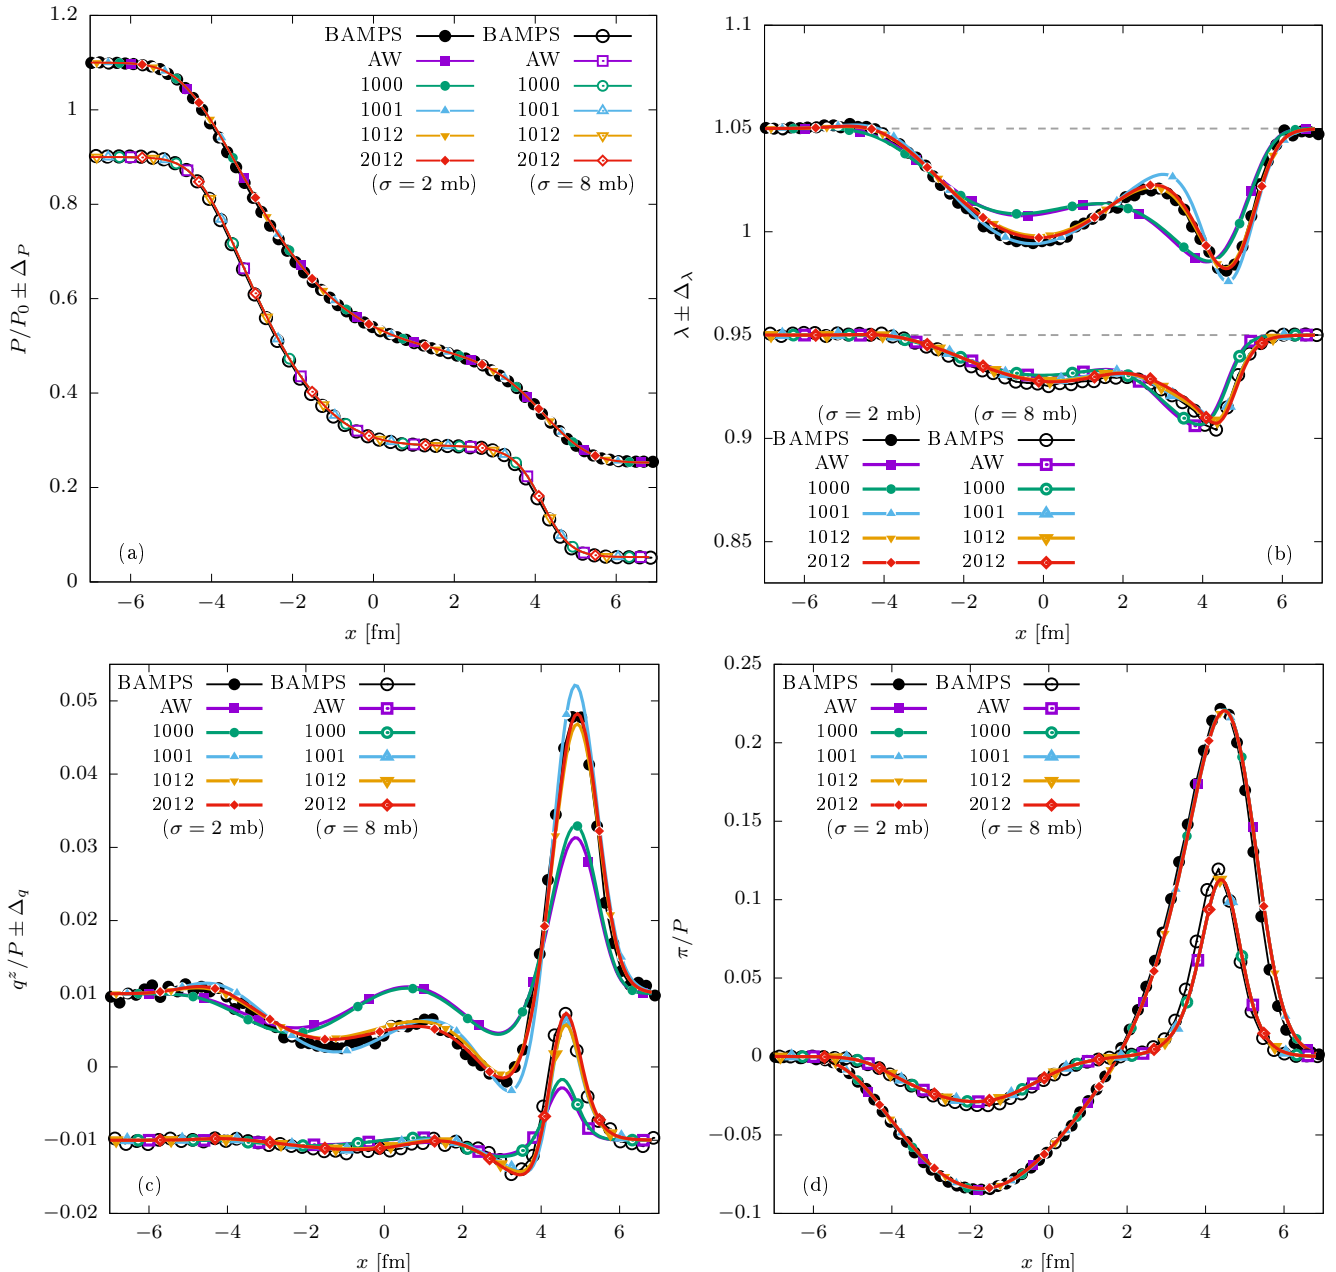 1.2
1
0.8
0.6
0.4
0.2
0
P/P₀ ± Δ_P
BAMPS BAMPS
AW AW
1000 1000
1001 1001
1012 1012
2012 2012
(σ = 2 mb) (σ = 8 mb)
(a)
−6 −4 −2 0 2 4 6
x [fm]
1.1
1.05
1
0.95
0.9
0.85
λ ± Δ_λ
(σ = 2 mb) (σ = 8 mb)
BAMPS BAMPS
AW AW
1000 1000
1001 1001
1012 1012
2012 2012
(b)
−6 −4 −2 0 2 4 6
x [fm]
0.05
0.04
0.03
0.02
0.01
0
−0.01
−0.02
q^z/P ± Δ_q
BAMPS BAMPS
AW AW
1000 1000
1001 1001
1012 1012
2012 2012
(σ = 2 mb) (σ = 8 mb)
(c)
−6 −4 −2 0 2 4 6
x [fm]
0.25
0.2
0.15
0.1
0.05
0
−0.05
−0.1
π/P
BAMPS BAMPS
AW AW
1000 1000
1001 1001
1012 1012
2012 2012
(σ = 2 mb) (σ = 8 mb)
(d)
−6 −4 −2 0 2 4 6
x [fm]